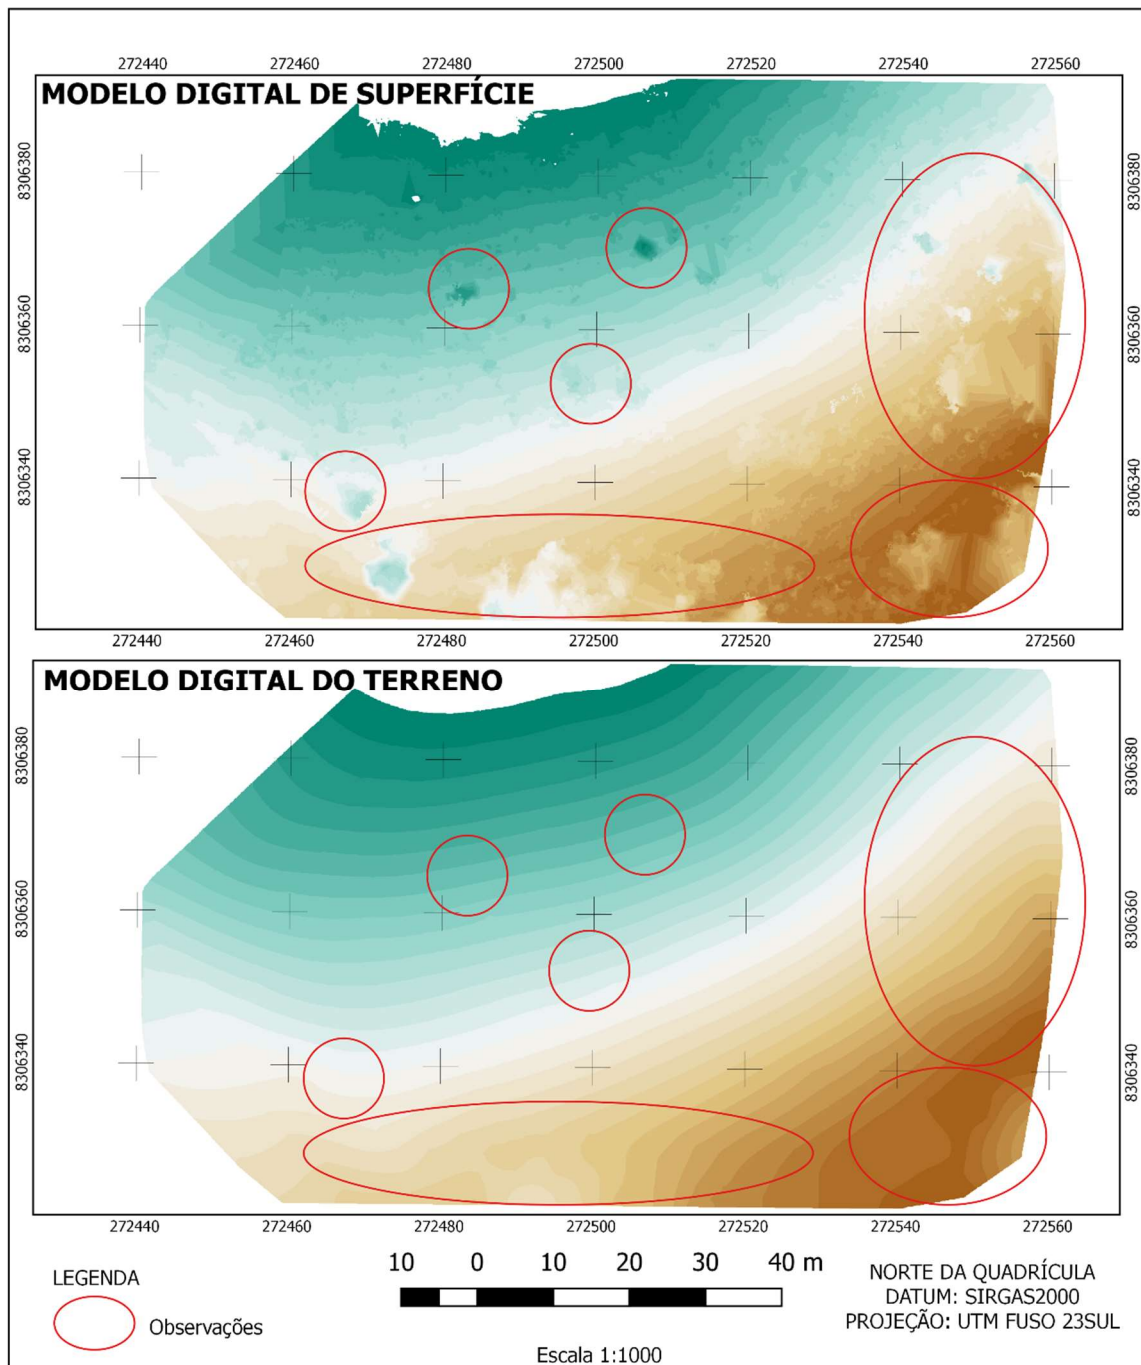 272440 272460 272480 272500 272520 272540 272560
MODELO DIGITAL DE SUPERFÍCIE
8306380 8306380
8306360 8306360
8306340 8306340
272440 272460 272480 272500 272520 272540 272560
MODELO DIGITAL DO TERRENO
8306380 8306380
8306360 8306360
8306340 8306340
272440 272460 272480 272500 272520 272540 272560
10 0 10 20 30 40 m
LEGENDA
Observações
NORTE DA QUADRÍCULA
DATUM: SIRGAS2000
PROJEÇÃO: UTM FUSO 23SUL
Escala 1:1000